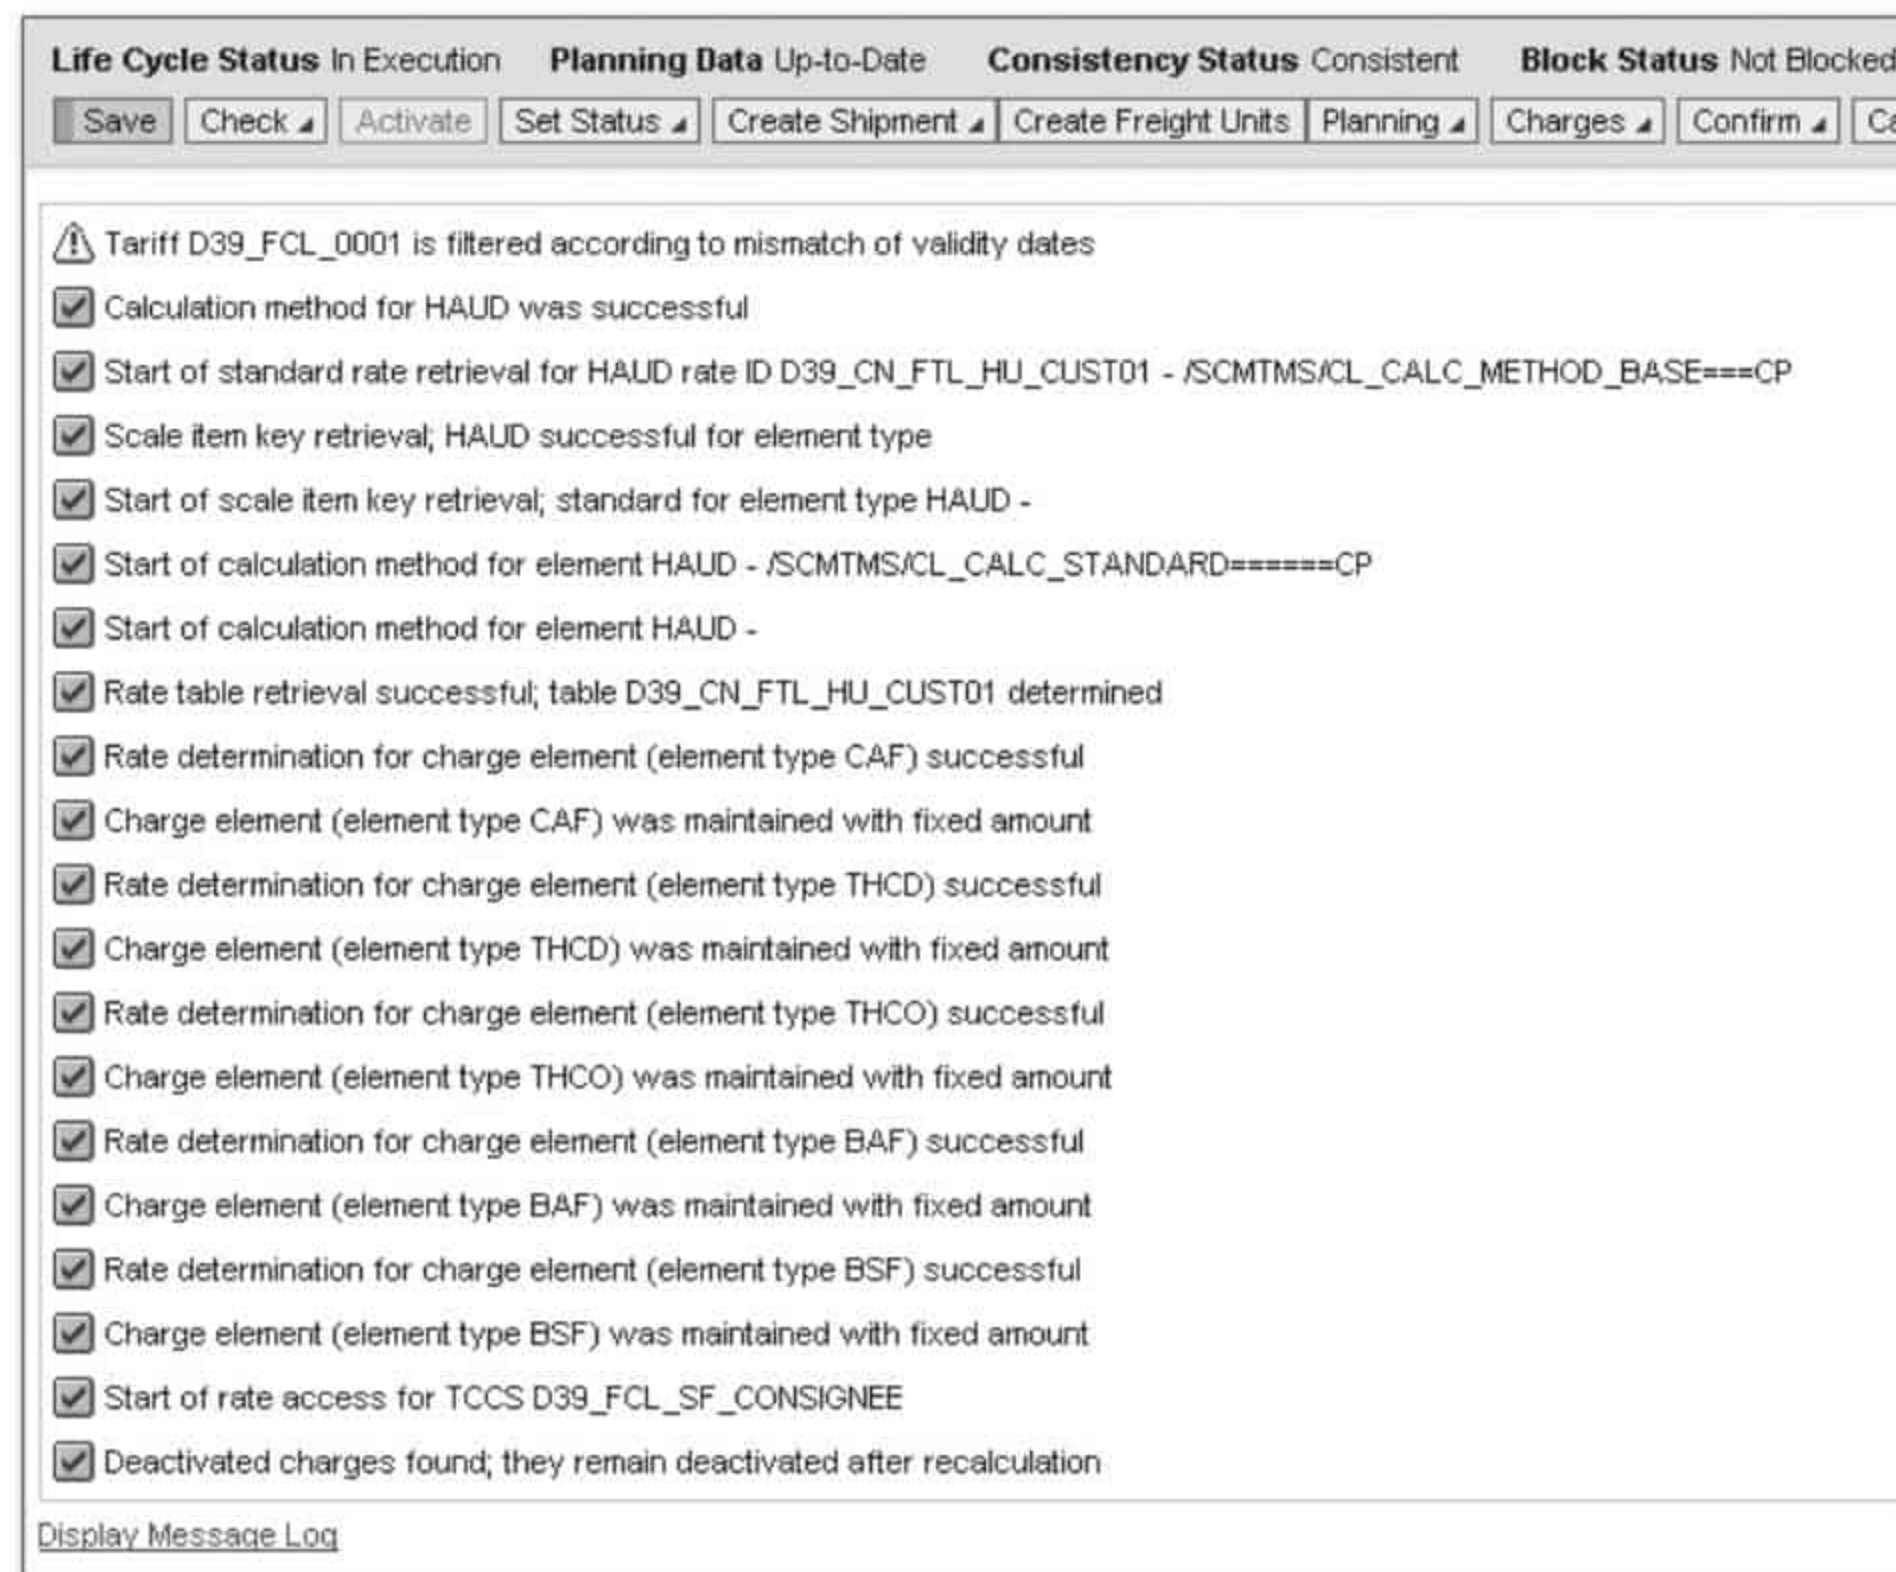 Life Cycle Status In Execution Planning Data Up-to-Date Consistency Status Consistent Block Status Not Blocked
Save Check Activate Set Status Create Shipment Create Freight Units Planning Charges Confirm Ca
Tariff D39_FCL_0001 is filtered according to mismatch of validity dates
Calculation method for HAUD was successful
Start of standard rate retrieval for HAUD rate ID D39_CN_FTL_HU_CUST01 - /SCMTMS/CL_CALC_METHOD_BASE===CP
Scale item key retrieval; HAUD successful for element type
Start of scale item key retrieval; standard for element type HAUD -
Start of calculation method for element HAUD - /SCMTMS/CL_CALC_STANDARD======CP
Start of calculation method for element HAUD -
Rate table retrieval successful; table D39_CN_FTL_HU_CUST01 determined
Rate determination for charge element (element type CAF) successful
Charge element (element type CAF) was maintained with fixed amount
Rate determination for charge element (element type THCD) successful
Charge element (element type THCD) was maintained with fixed amount
Rate determination for charge element (element type THCO) successful
Charge element (element type THCO) was maintained with fixed amount
Rate determination for charge element (element type BAF) successful
Charge element (element type BAF) was maintained with fixed amount
Rate determination for charge element (element type BSF) successful
Charge element (element type BSF) was maintained with fixed amount
Start of rate access for TCCS D39_FCL_SF_CONSIGNEE
Deactivated charges found; they remain deactivated after recalculation
Display Message Log